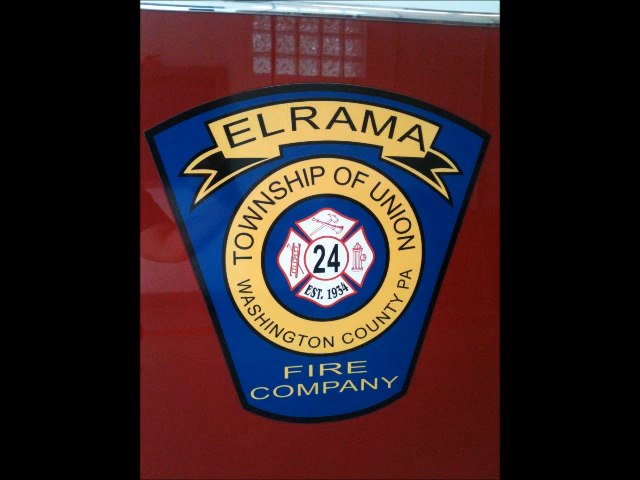 ELRAMA
TOWNSHIP OF UNION
24
EST. 1934
WASHINGTON COUNTY PA
FIRE
COMPANY